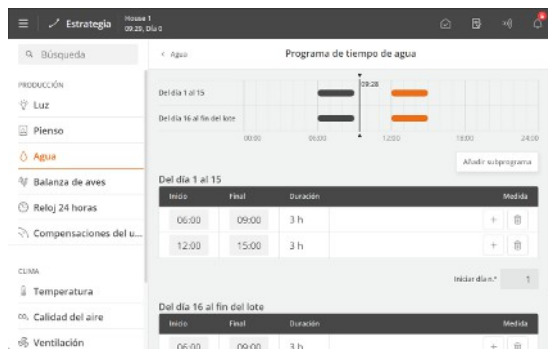 Estrategia
House 1
09:29, Día 0
Búsqueda
PRODUCCIÓN
Luz
Pienso
Agua
Balanza de aves
Reloj 24 horas
Compensaciones del u...
CLIMA
Temperatura
Calidad del aire
Ventilación
Agua
Programa de tiempo de agua
09:28
Del día 1 al 15
Del día 16 al fin del lote
00:00 06:00 12:00 18:00 24:00
Añadir subprograma
Del día 1 al 15
Inicio Final Duración Medida
06:00 09:00 3 h
12:00 15:00 3 h
Iniciar día n.° 1
Del día 16 al fin del lote
Inicio Final Duración Medida
06:00 09:00 3 h